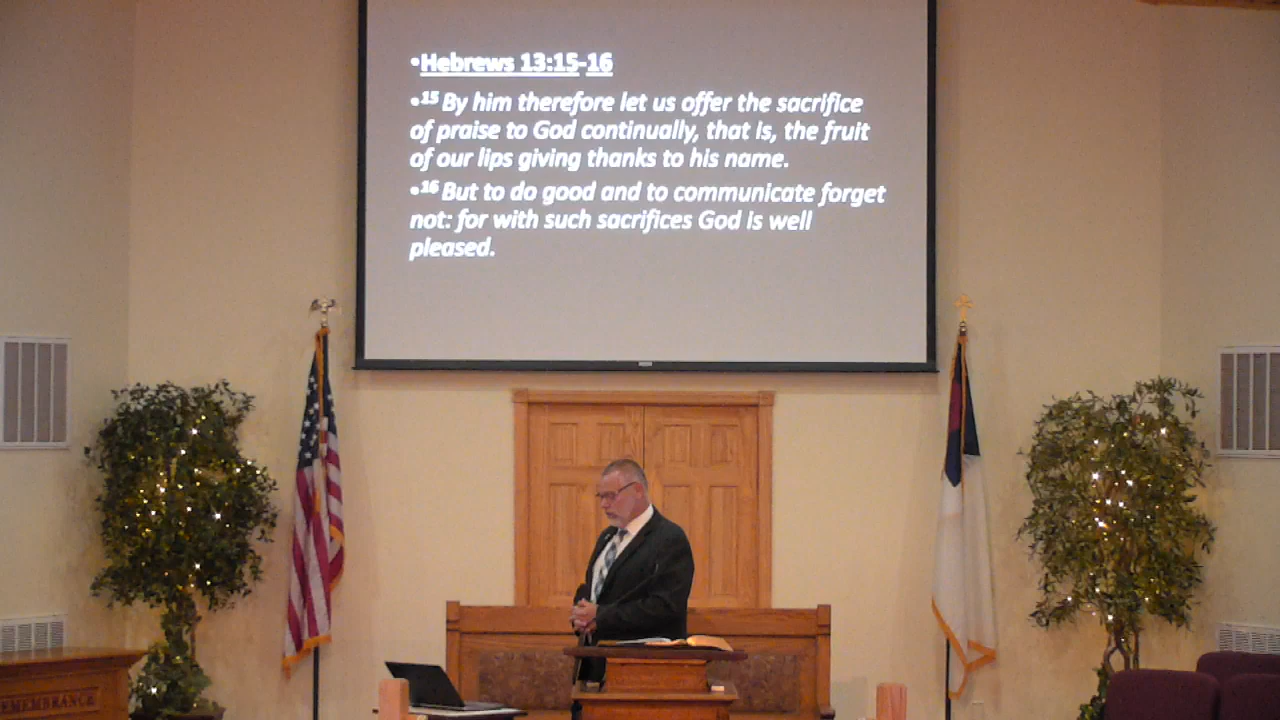 •Hebrews 13:15-16
•15 By him therefore let us offer the sacrifice
of praise to God continually, that is, the fruit
of our lips giving thanks to his name.
•16 But to do good and to communicate forget
not: for with such sacrifices God is well
pleased.
EMEMBRANCE